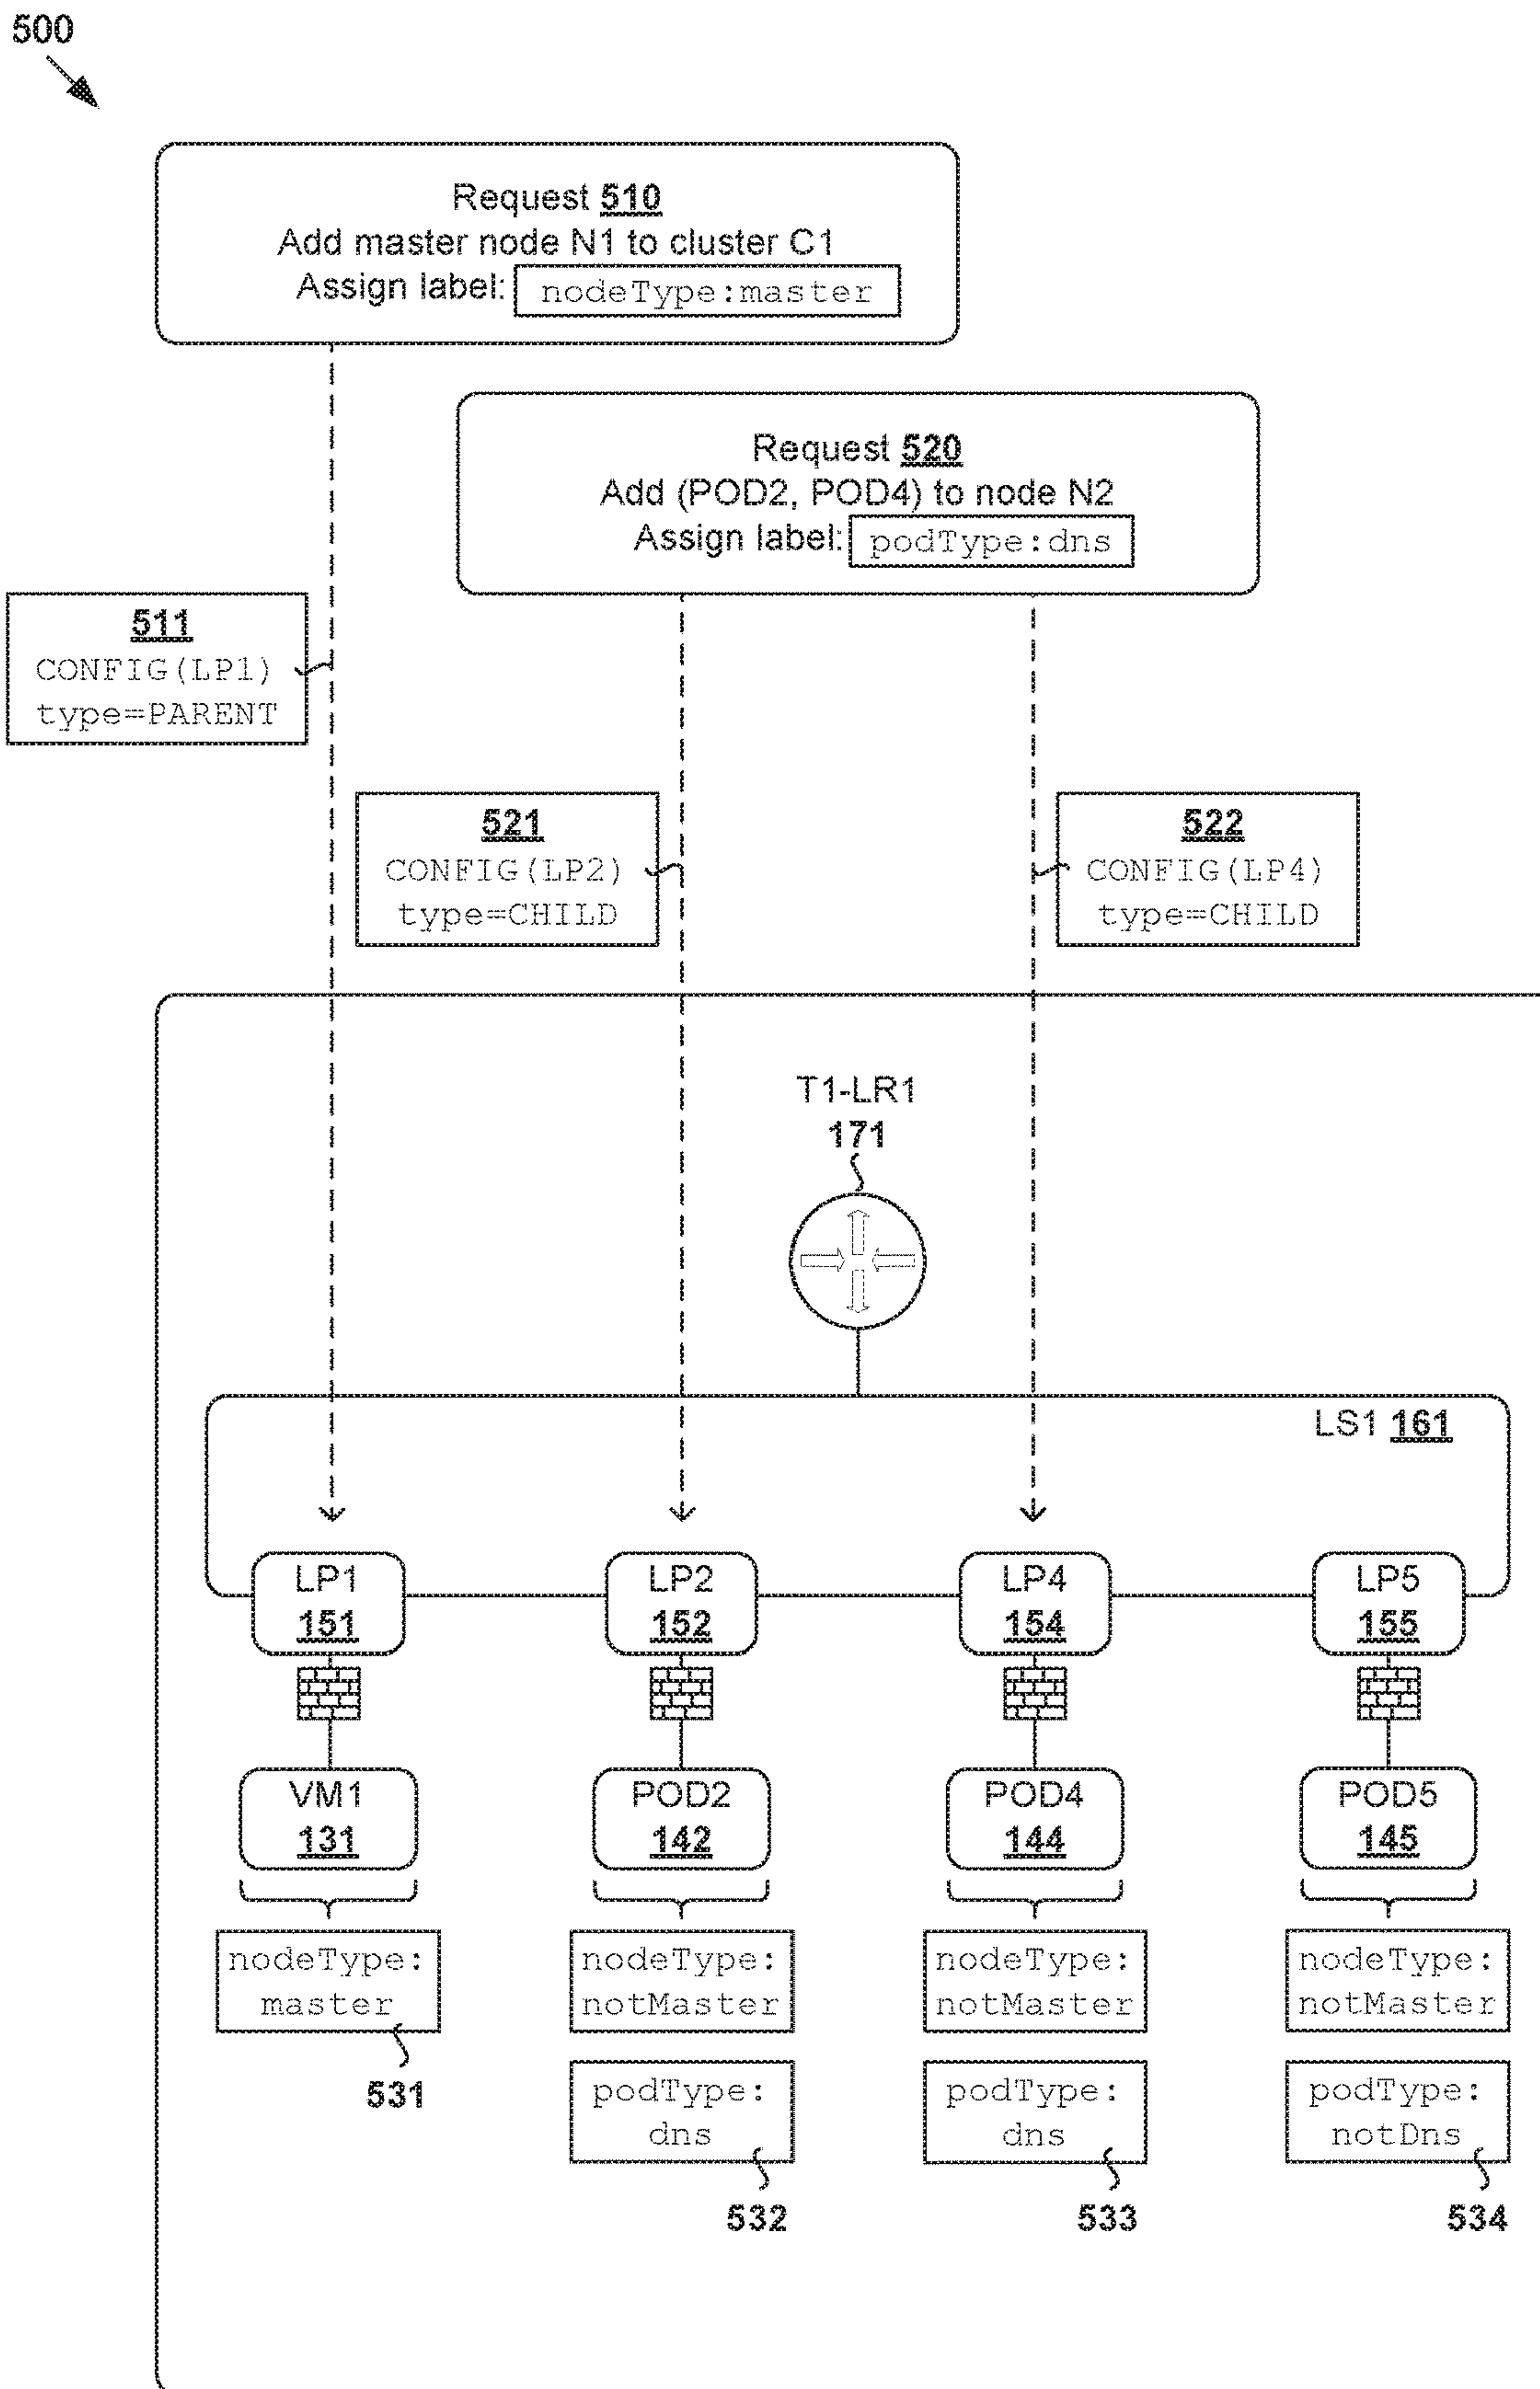 500
Request 510
Add master node N1 to cluster C1
Assign label: nodeType:master
Request 520
Add (POD2, POD4) to node N2
Assign label: podType:dns
511
CONFIG(LP1)
type=PARENT
521
CONFIG(LP2)
type=CHILD
522
CONFIG(LP4)
type=CHILD
T1-LR1
171
LS1 161
LP1
151
LP2
152
LP4
154
LP5
155
VM1
131
POD2
142
POD4
144
POD5
145
nodeType:
master
531
nodeType:
notMaster
podType:
dns
532
nodeType:
notMaster
podType:
dns
533
nodeType:
notMaster
podType:
notDns
534